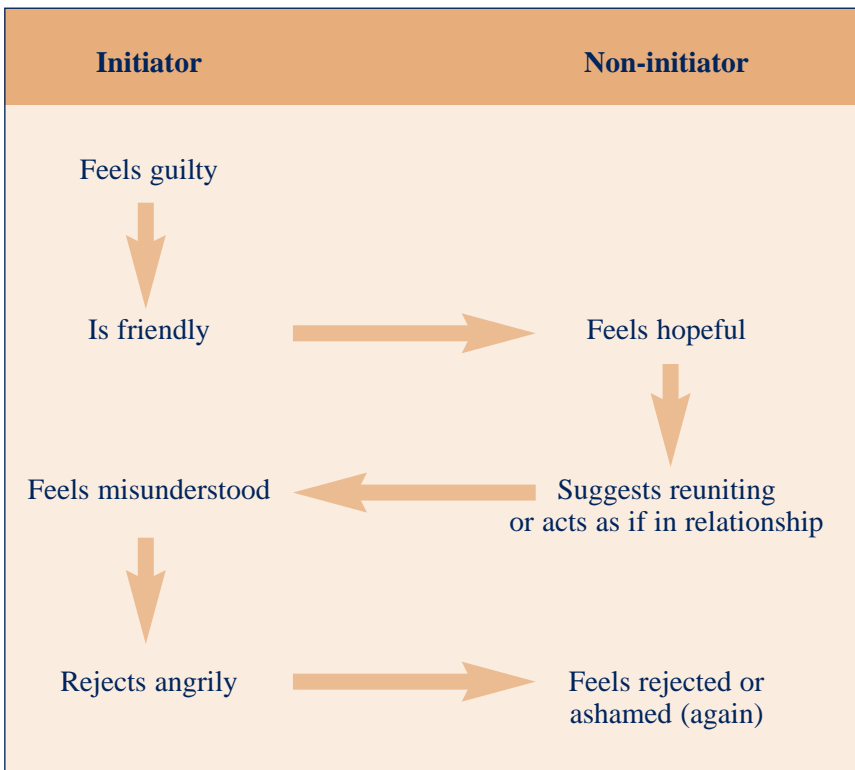 Initiator
Non-initiator
Feels guilty
Is friendly
Feels hopeful
Feels misunderstood
Suggests reuniting
or acts as if in relationship
Rejects angrily
Feels rejected or
ashamed (again)